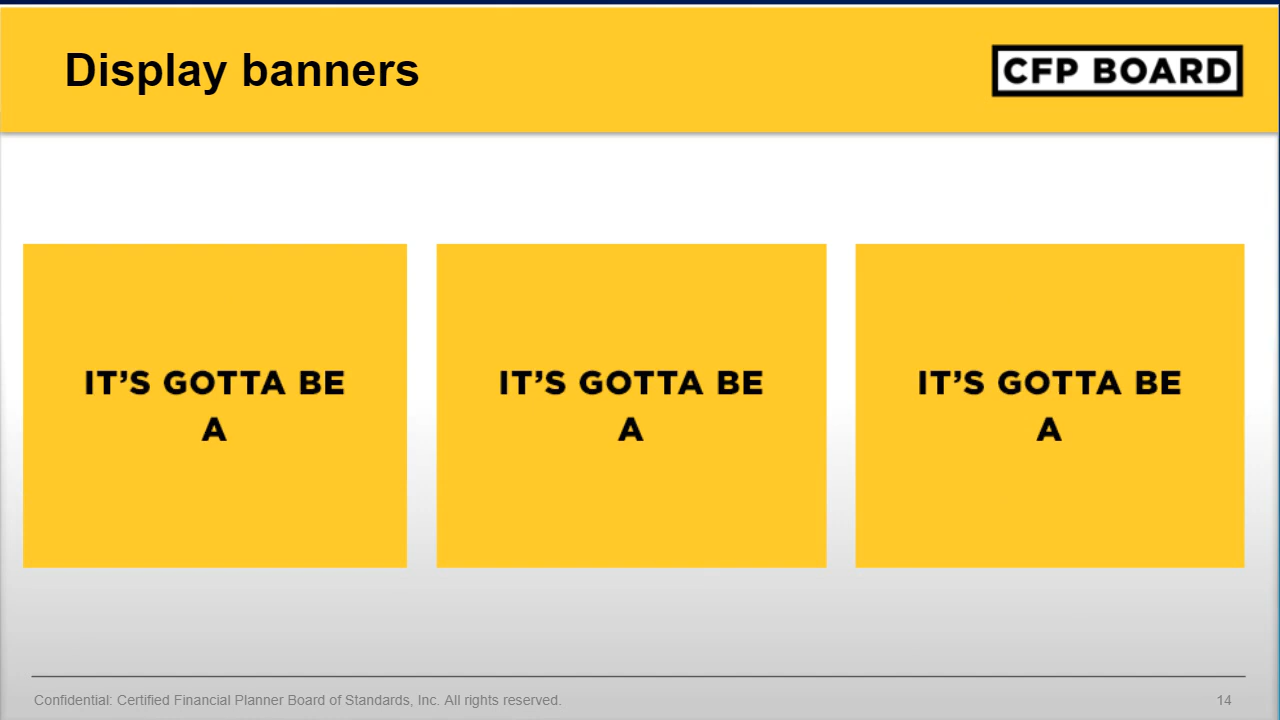 Display banners
CFP BOARD
IT’S GOTTA BE
A
IT’S GOTTA BE
A
IT’S GOTTA BE
A
Confidential: Certified Financial Planner Board of Standards, Inc. All rights reserved.
14